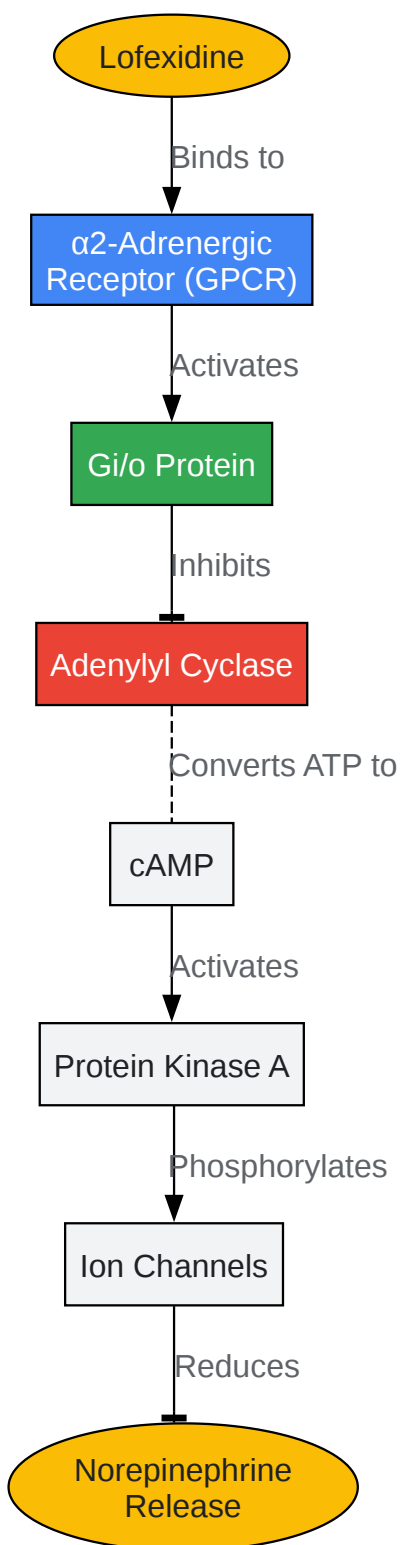 Lofexidine
Binds to
α2-Adrenergic
Receptor (GPCR)
Activates
Gi/o Protein
Inhibits
Adenylyl Cyclase
Converts ATP to
cAMP
Activates
Protein Kinase A
Phosphorylates
Ion Channels
Reduces
Norepinephrine
Release